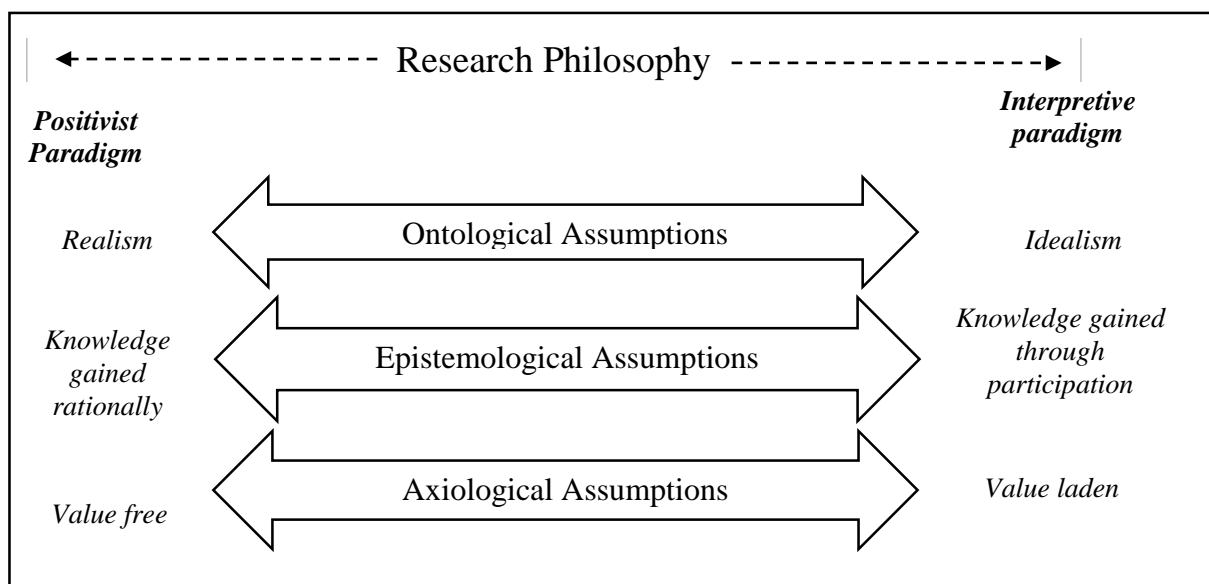 Research Philosophy
Positivist
Paradigm
Interpretive
paradigm
Realism
Ontological Assumptions
Idealism
Knowledge
gained
rationally
Epistemological Assumptions
Knowledge gained
through
participation
Value free
Axiological Assumptions
Value laden